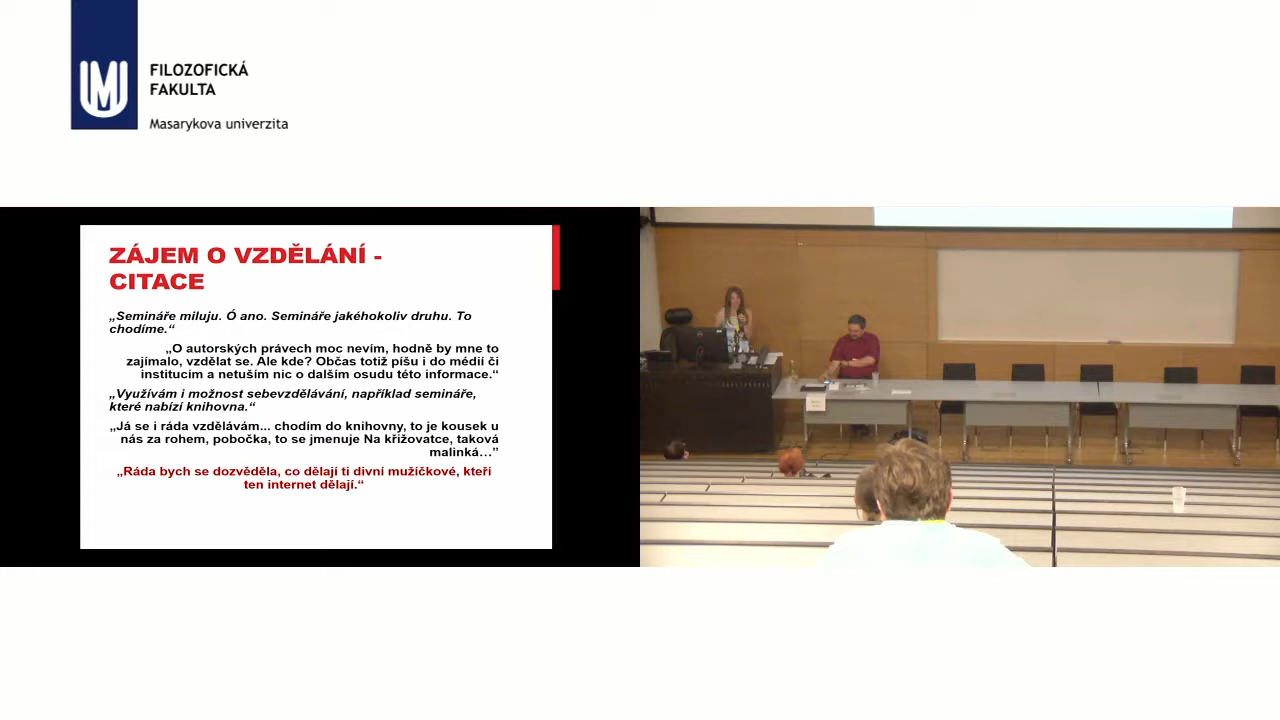 FILOZOFICKÁ
FAKULTA
Masarykova univerzita
ZÁJEM O VZDĚLÁNÍ -
CITACE
„Semináře miluju. Ó ano. Semináře jakéhokoliv druhu. To
chodíme.“
„O autorských právech moc nevím, hodně by mne to
zajímalo, vzdělat se. Ale kde? Občas totiž píšu i do médií či
institucím a netuším nic o dalším osudu této informace.“
„Využívám i možnost sebevzdělávání, například semináře,
které nabízí knihovna.“
„Já se i ráda vzdělávám... chodím do knihovny, to je kousek u
nás za rohem, pobočka, to se jmenuje Na křižovatce, taková
malinká…”
„Ráda bych se dozvěděla, co dělají ti divní mužíčkové, kteří
ten internet dělají.“